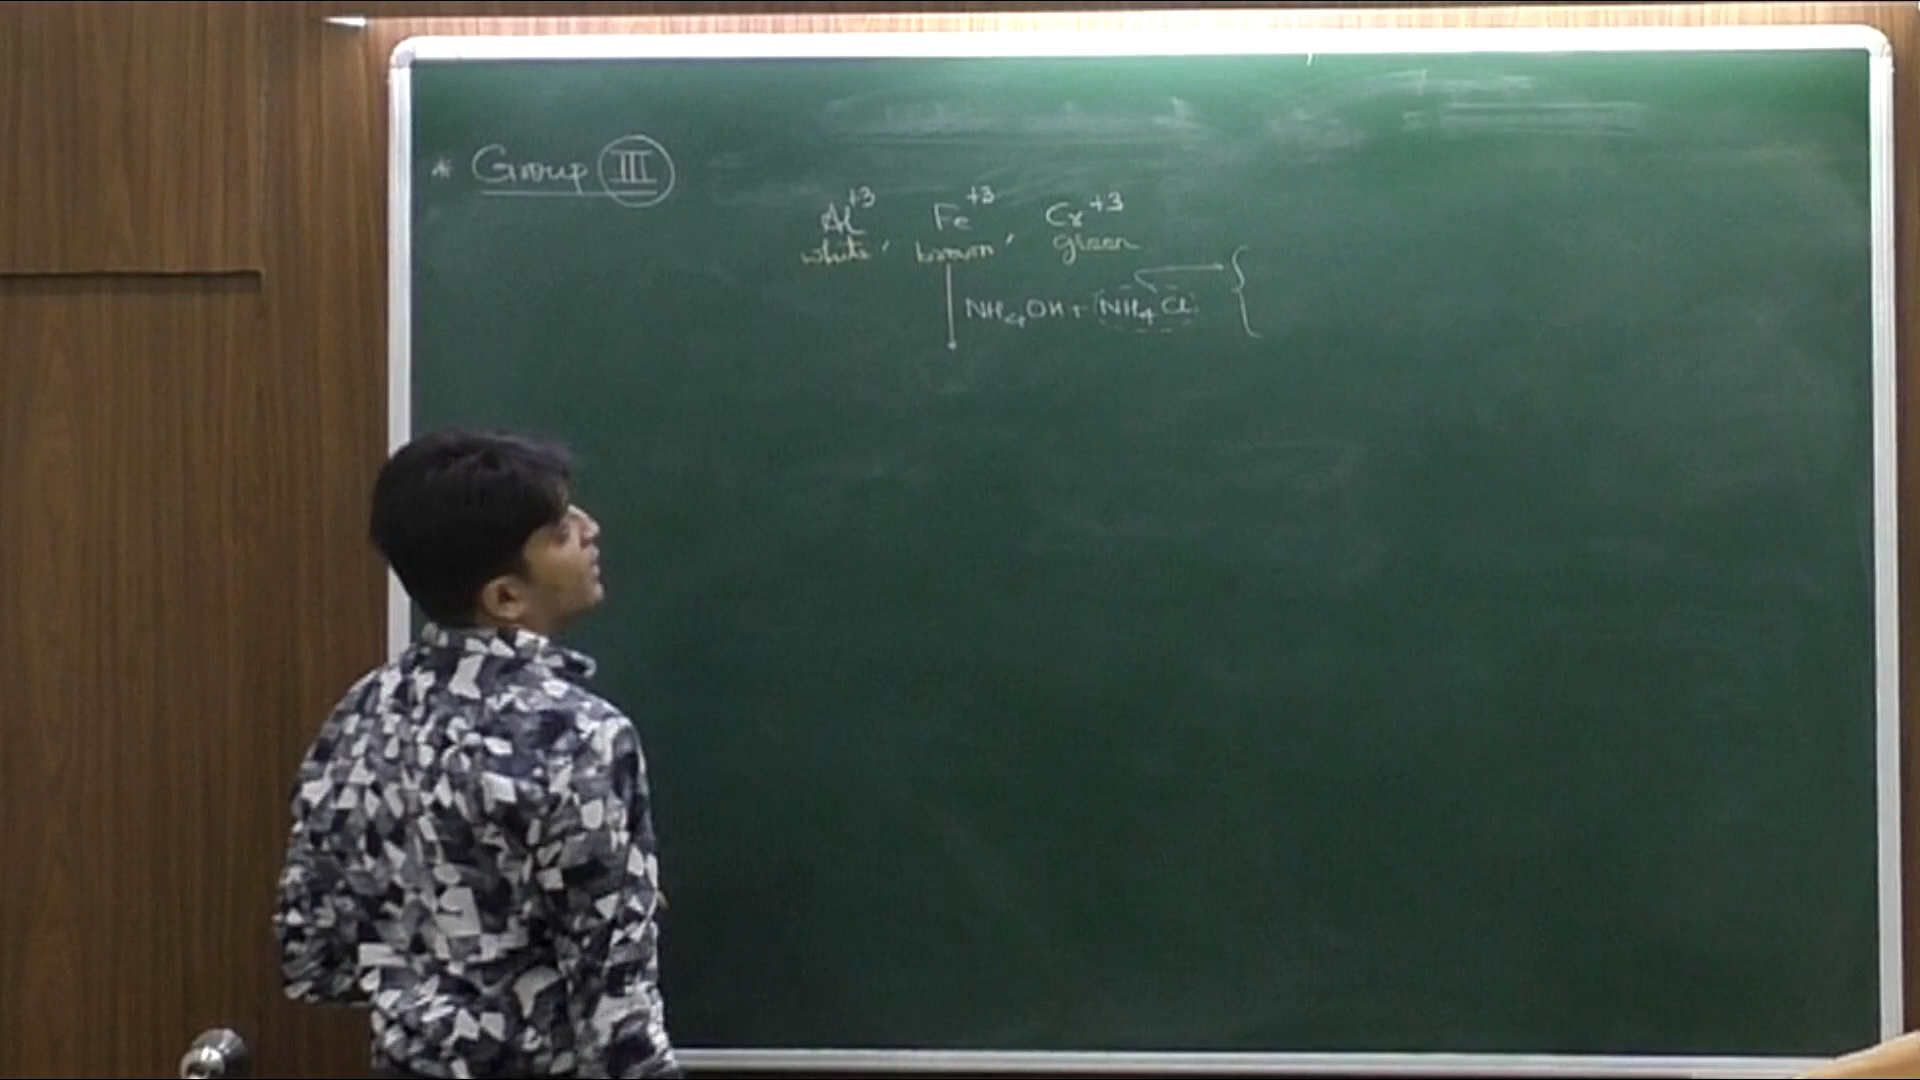 * Group III
Al+3 Fe+3 Cr+3
white, brown, green
NH4OH + NH4Cl {